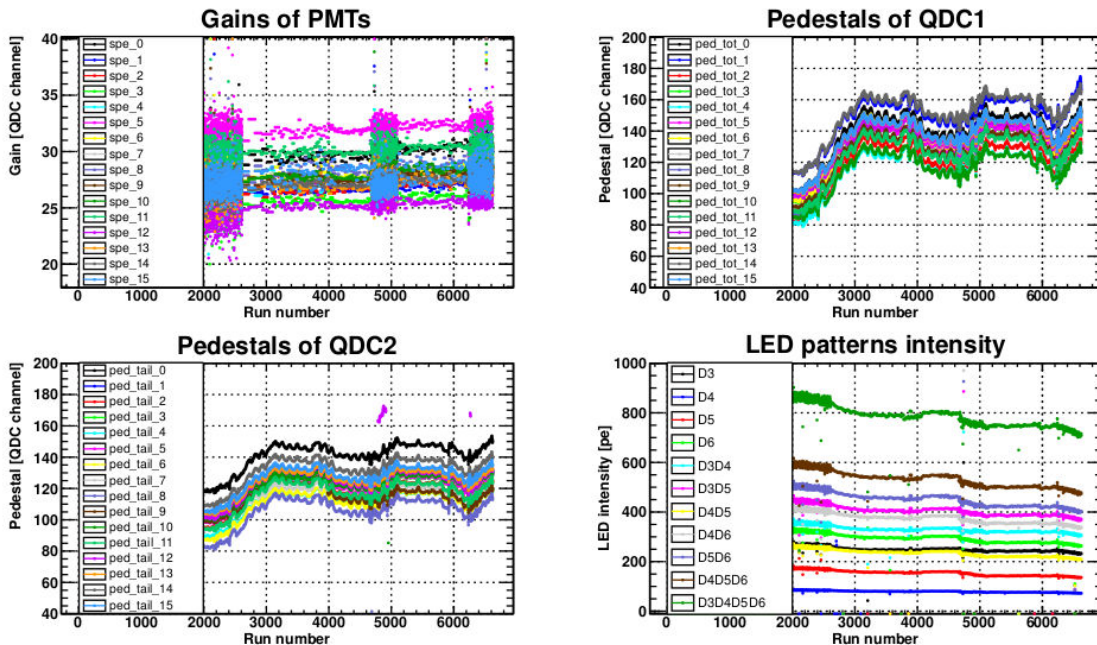 Gains of PMTs
Gain [QDC channel]
40
35
30
25
20
spe_0
spe_1
spe_2
spe_3
spe_4
spe_5
spe_6
spe_7
spe_8
spe_9
spe_10
spe_11
spe_12
spe_13
spe_14
spe_15
0 1000 2000 3000 4000 5000 6000
Run number
Pedestals of QDC1
Pedestal [QDC channel]
200
180
160
140
120
100
80
60
40
ped_tot_0
ped_tot_1
ped_tot_2
ped_tot_3
ped_tot_4
ped_tot_5
ped_tot_6
ped_tot_7
ped_tot_8
ped_tot_9
ped_tot_10
ped_tot_11
ped_tot_12
ped_tot_13
ped_tot_14
ped_tot_15
0 1000 2000 3000 4000 5000 6000
Run number
Pedestals of QDC2
Pedestal [QDC channel]
200
180
160
140
120
100
80
60
40
ped_tail_0
ped_tail_1
ped_tail_2
ped_tail_3
ped_tail_4
ped_tail_5
ped_tail_6
ped_tail_7
ped_tail_8
ped_tail_9
ped_tail_10
ped_tail_11
ped_tail_12
ped_tail_13
ped_tail_14
ped_tail_15
0 1000 2000 3000 4000 5000 6000
Run number
LED patterns intensity
LED intensity [pe]
1000
800
600
400
200
0
D3
D4
D5
D6
D3D4
D3D5
D4D5
D4D6
D5D6
D4D5D6
D3D4D5D6
0 1000 2000 3000 4000 5000 6000
Run number